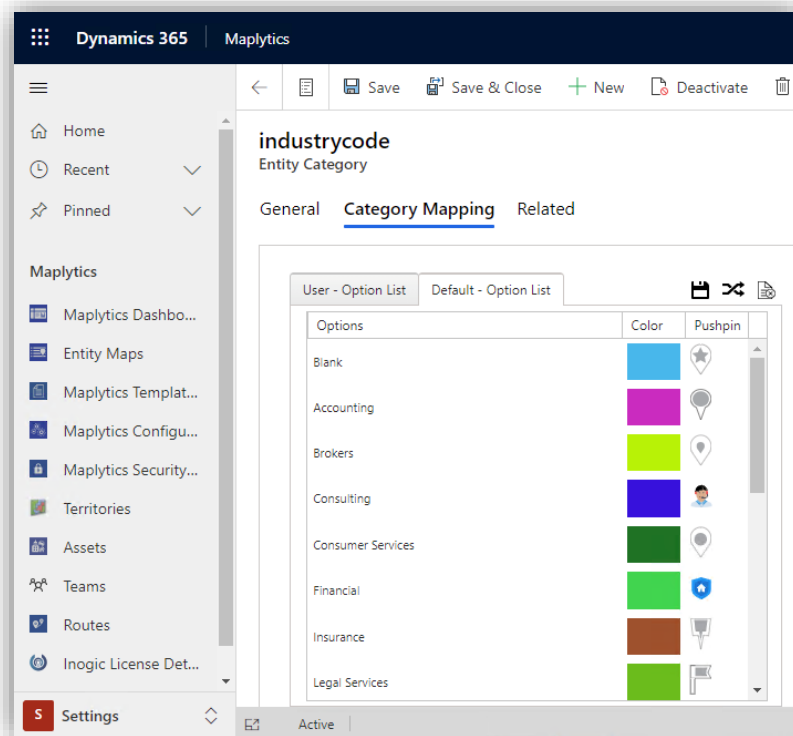 Dynamics 365 Maplytics
Save Save & Close New Deactivate
Home
Recent
Pinned
Maplytics
Maplytics Dashbo...
Entity Maps
Maplytics Templat...
Maplytics Configu...
Maplytics Security...
Territories
Assets
Teams
Routes
Inogic License Det...
S Settings
industrycode
Entity Category
General Category Mapping Related
User - Option List Default - Option List
Options Color Pushpin
Blank
Accounting
Brokers
Consulting
Consumer Services
Financial
Insurance
Legal Services
Active